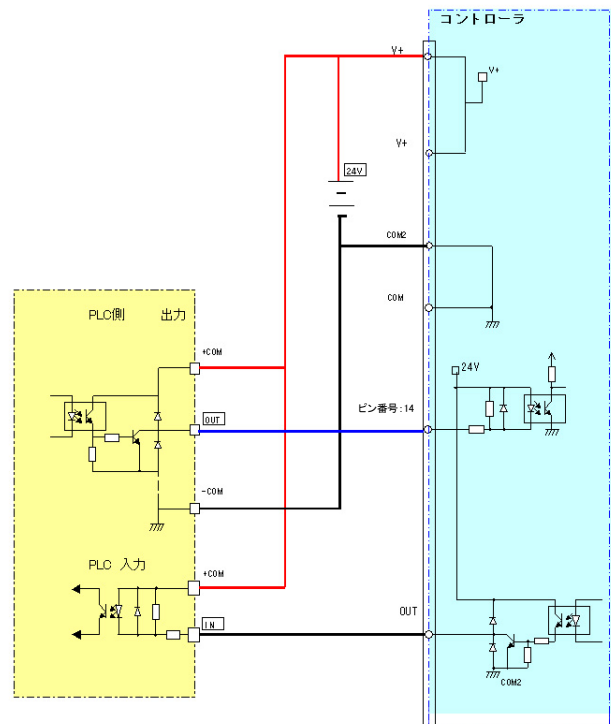 コントローラ
V+
V+
V+
24V
COM2
COM
PLC側 出力
+COM
24V
ピン番号:14
OUT
-COM
PLC 入力
+COM
OUT
IN
COM2